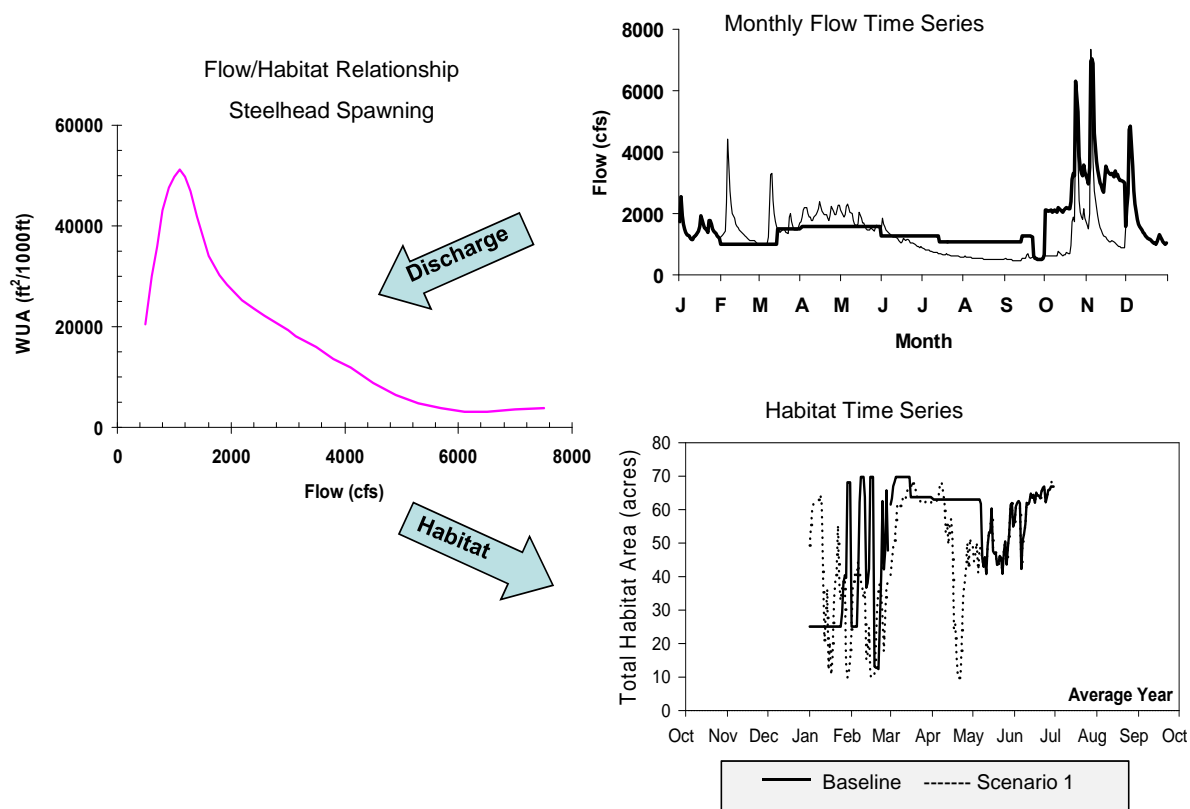 Flow/Habitat Relationship
Steelhead Spawning
60000
40000
20000
0
WUA (ft²/1000ft)
0 2000 4000 6000 8000
Flow (cfs)
Discharge
Habitat
Monthly Flow Time Series
8000
6000
4000
2000
0
Flow (cfs)
J F M A M J J A S O N D
Month
Habitat Time Series
80
70
60
50
40
30
20
10
0
Total Habitat Area (acres)
Average Year
Oct Nov Dec Jan Feb Mar Apr May Jun Jul Aug Sep Oct
Baseline Scenario 1